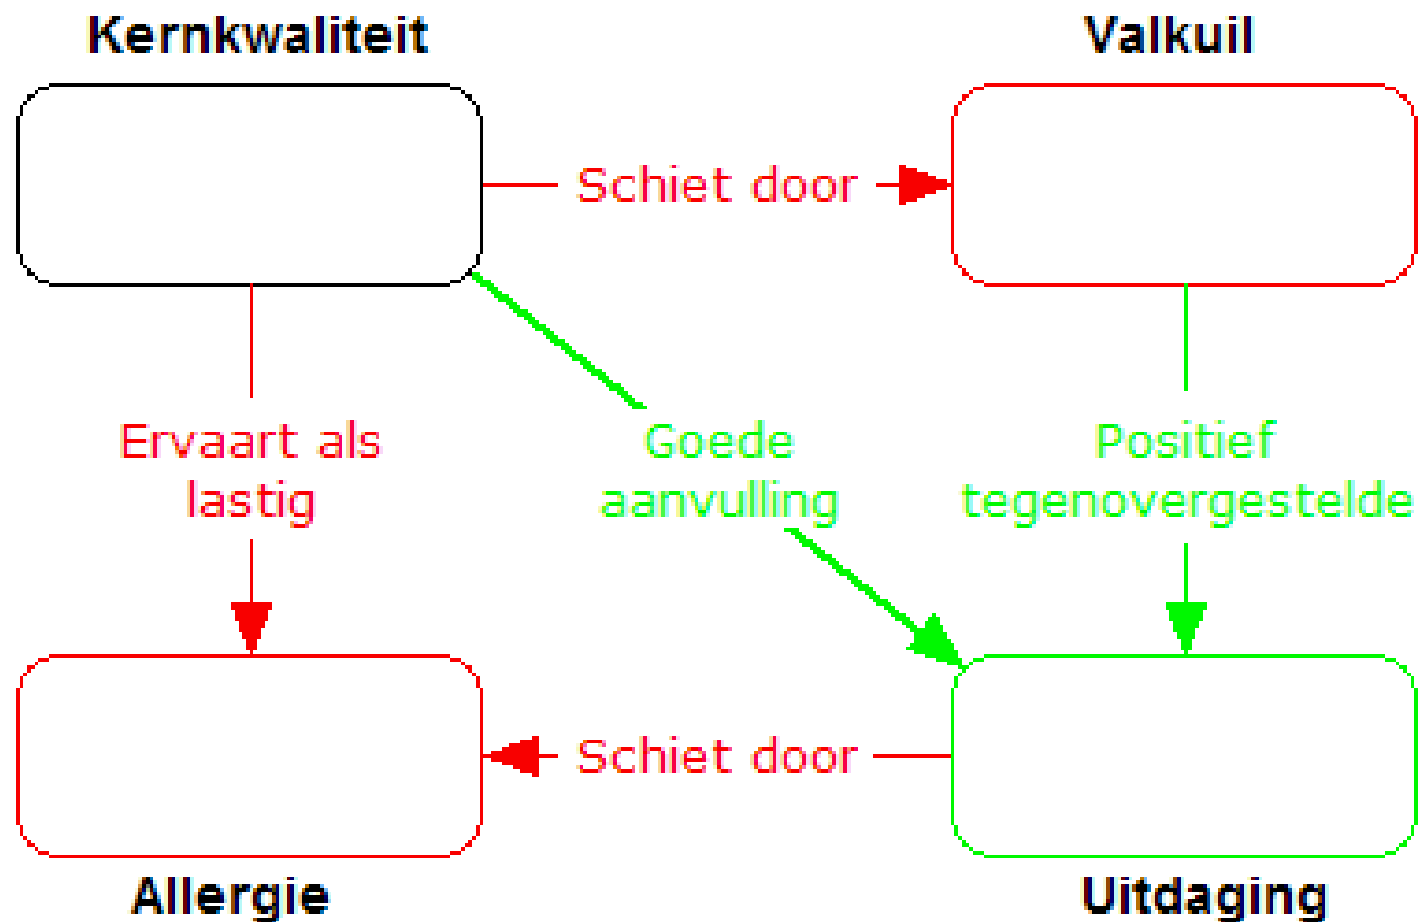 Kernkwaliteit
Valkuil
Schiet door
Ervaart als
lastig
Goede
aanvulling
Positief
tegenovergestelde
Schiet door
Allergie
Uitdaging